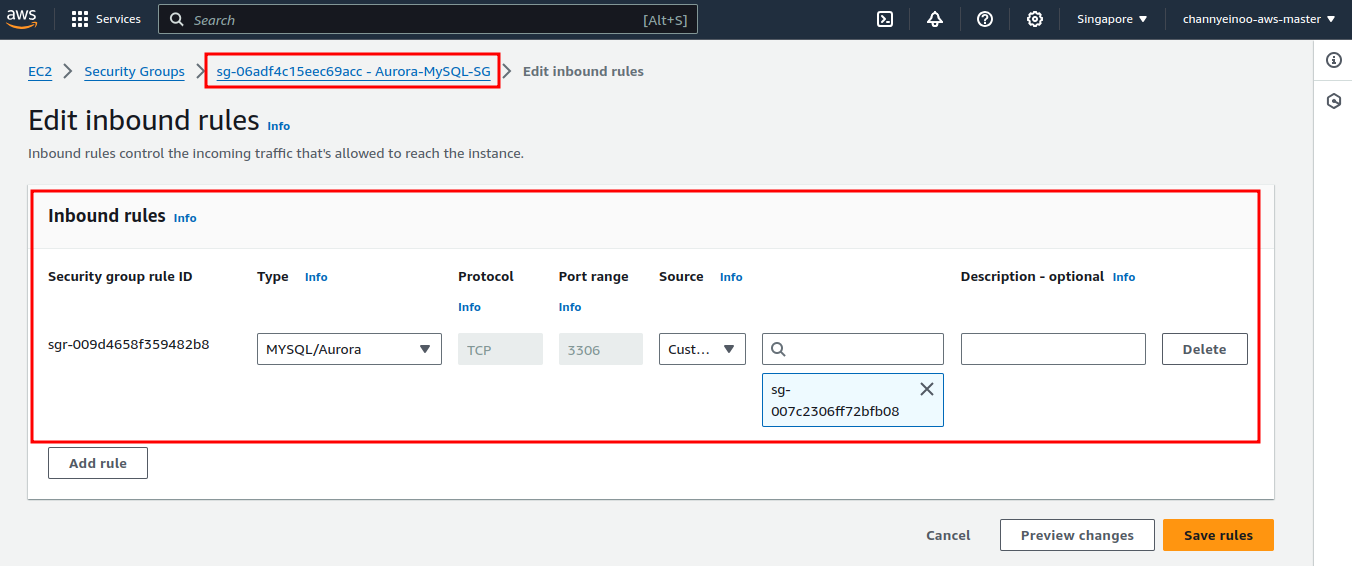 aws Services Search [Alt+S] Singapore channyeinoo-aws-master
EC2 Security Groups sg-06adf4c15eec69acc - Aurora-MySQL-SG Edit inbound rules
Edit inbound rules Info
Inbound rules control the incoming traffic that's allowed to reach the instance.
Inbound rules Info
Security group rule ID Type Info Protocol Port range Source Info Description - optional Info
Info Info
sgr-009d4658f359482b8 MYSQL/Aurora TCP 3306 Cust... Delete
sg-
007c2306ff72bfb08
Add rule
Cancel Preview changes Save rules